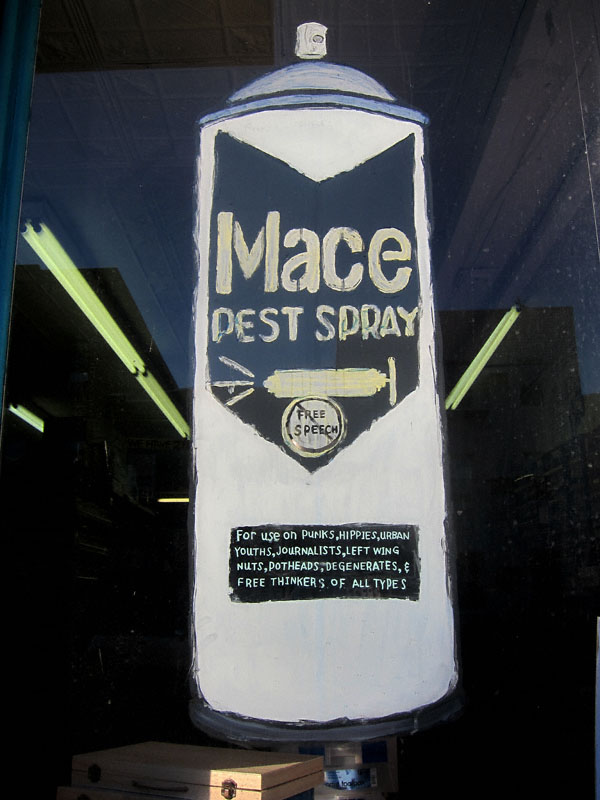 Mace
PEST SPRAY
FREE
SPEECH
For use on PUNKS, HIPPIES, URBAN
YOUTHS, JOURNALISTS, LEFT WING
NUTS, POTHEADS, DEGENERATES, &
FREE THINKERS OF ALL TYPES